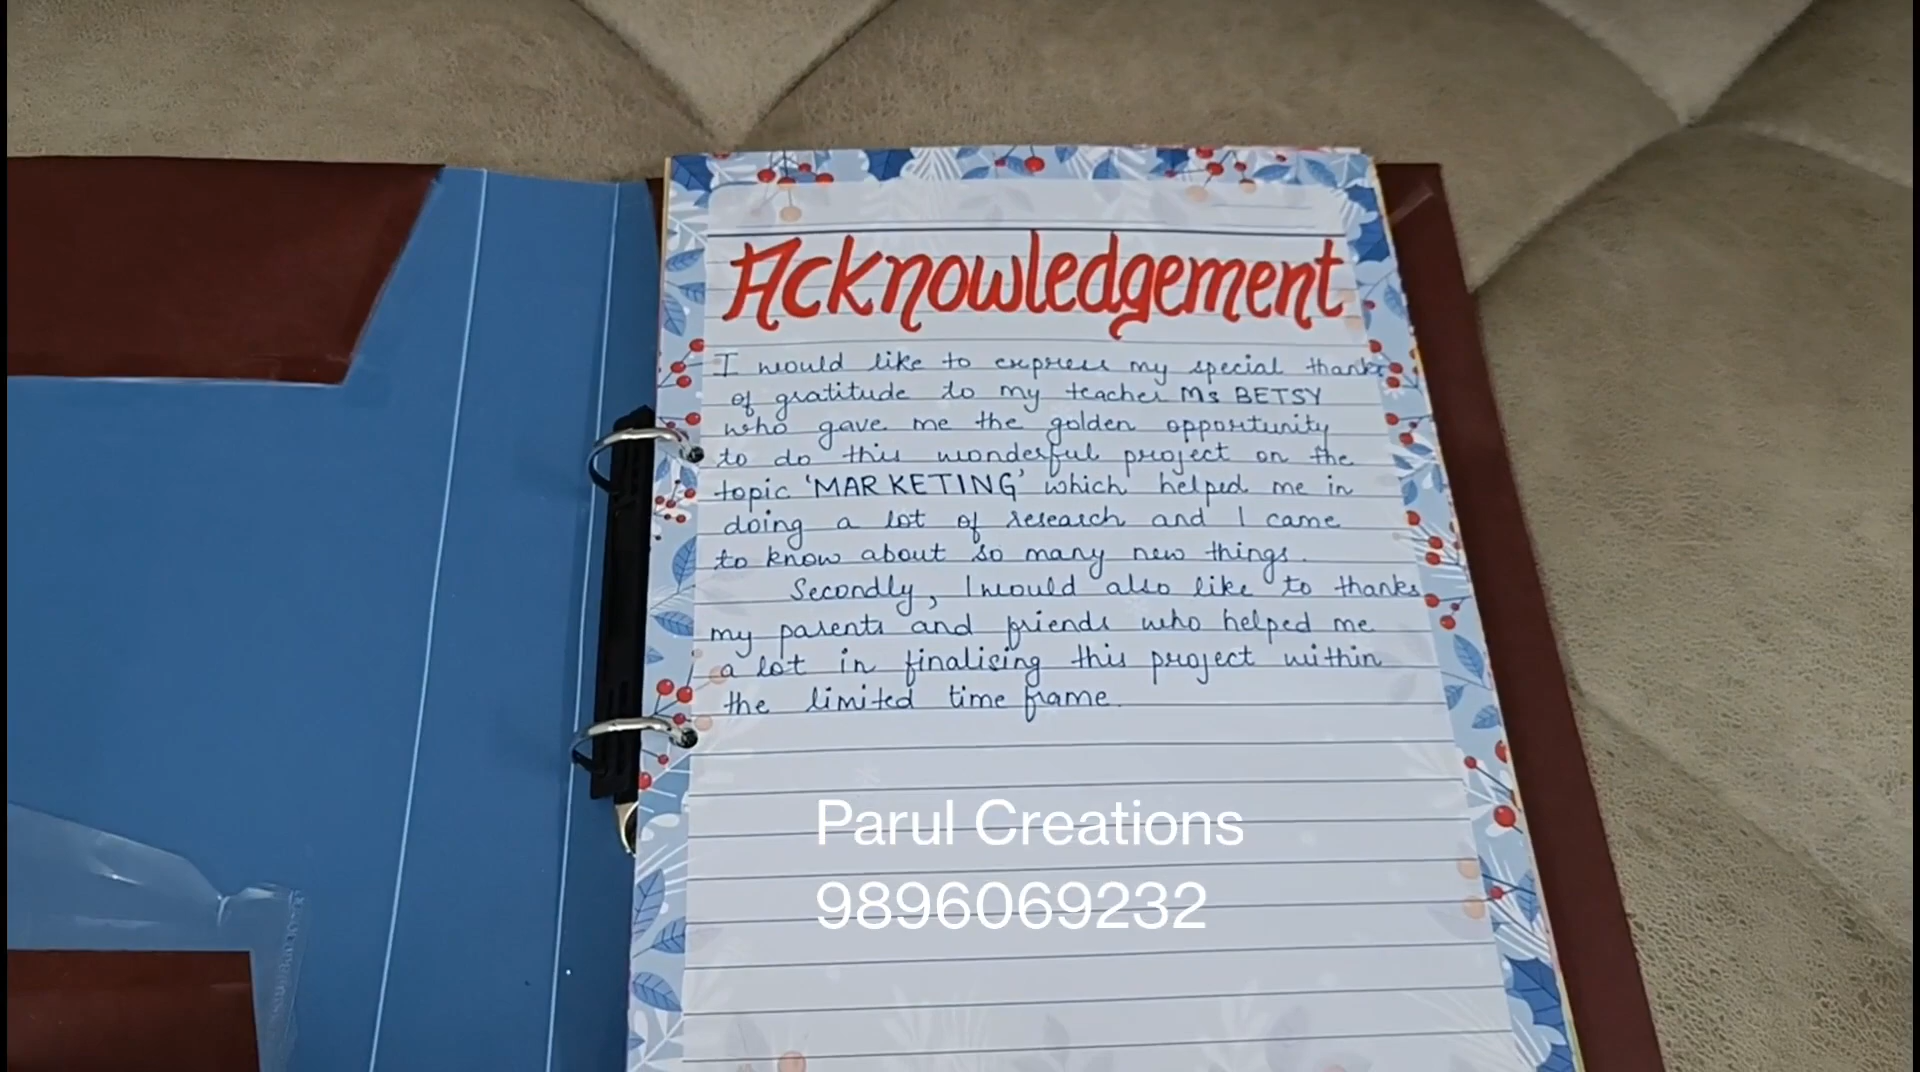 Acknowledgement
I would like to express my special thanks
of gratitude to my teacher Ms BETSY
who gave me the golden opportunity
to do this wonderful project on the
topic 'MARKETING' which helped me in
doing a lot of research and I came
to know about so many new things.
Secondly, I would also like to thanks
my parents and friends who helped me
a lot in finalising this project within
the limited time frame.
Parul Creations
9896069232